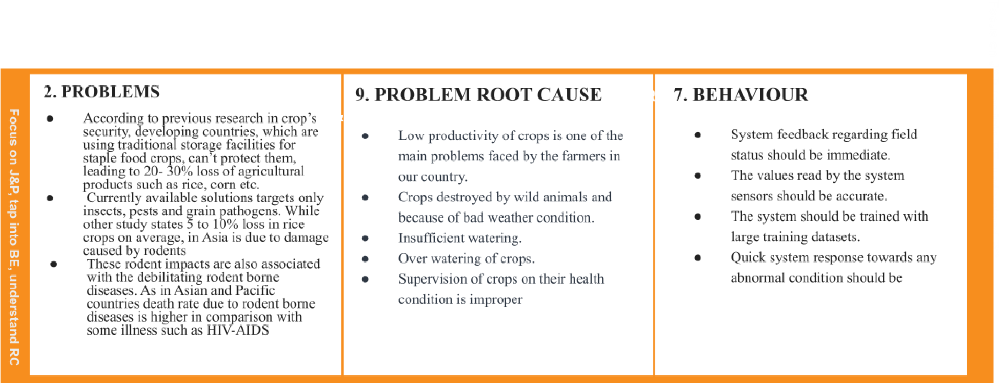 Focus on J&P, tap into BE, understand RC
2. PROBLEMS
● According to previous research in crop’s
security, developing countries, which are
using traditional storage facilities for
staple food crops, can’t protect them,
leading to 20- 30% loss of agricultural
products such as rice, corn etc.
● Currently available solutions targets only
insects, pests and grain pathogens. While
other study states 5 to 10% loss in rice
crops on average, in Asia is due to damage
caused by rodents
● These rodent impacts are also associated
with the debilitating rodent borne
diseases. As in Asian and Pacific
countries death rate due to rodent borne
diseases is higher in comparison with
some illness such as HIV-AIDS
9. PROBLEM ROOT CAUSE
● Low productivity of crops is one of the
main problems faced by the farmers in
our country.
● Crops destroyed by wild animals and
because of bad weather condition.
● Insufficient watering.
● Over watering of crops.
● Supervision of crops on their health
condition is improper
7. BEHAVIOUR
● System feedback regarding field
status should be immediate.
● The values read by the system
sensors should be accurate.
● The system should be trained with
large training datasets.
● Quick system response towards any
abnormal condition should be